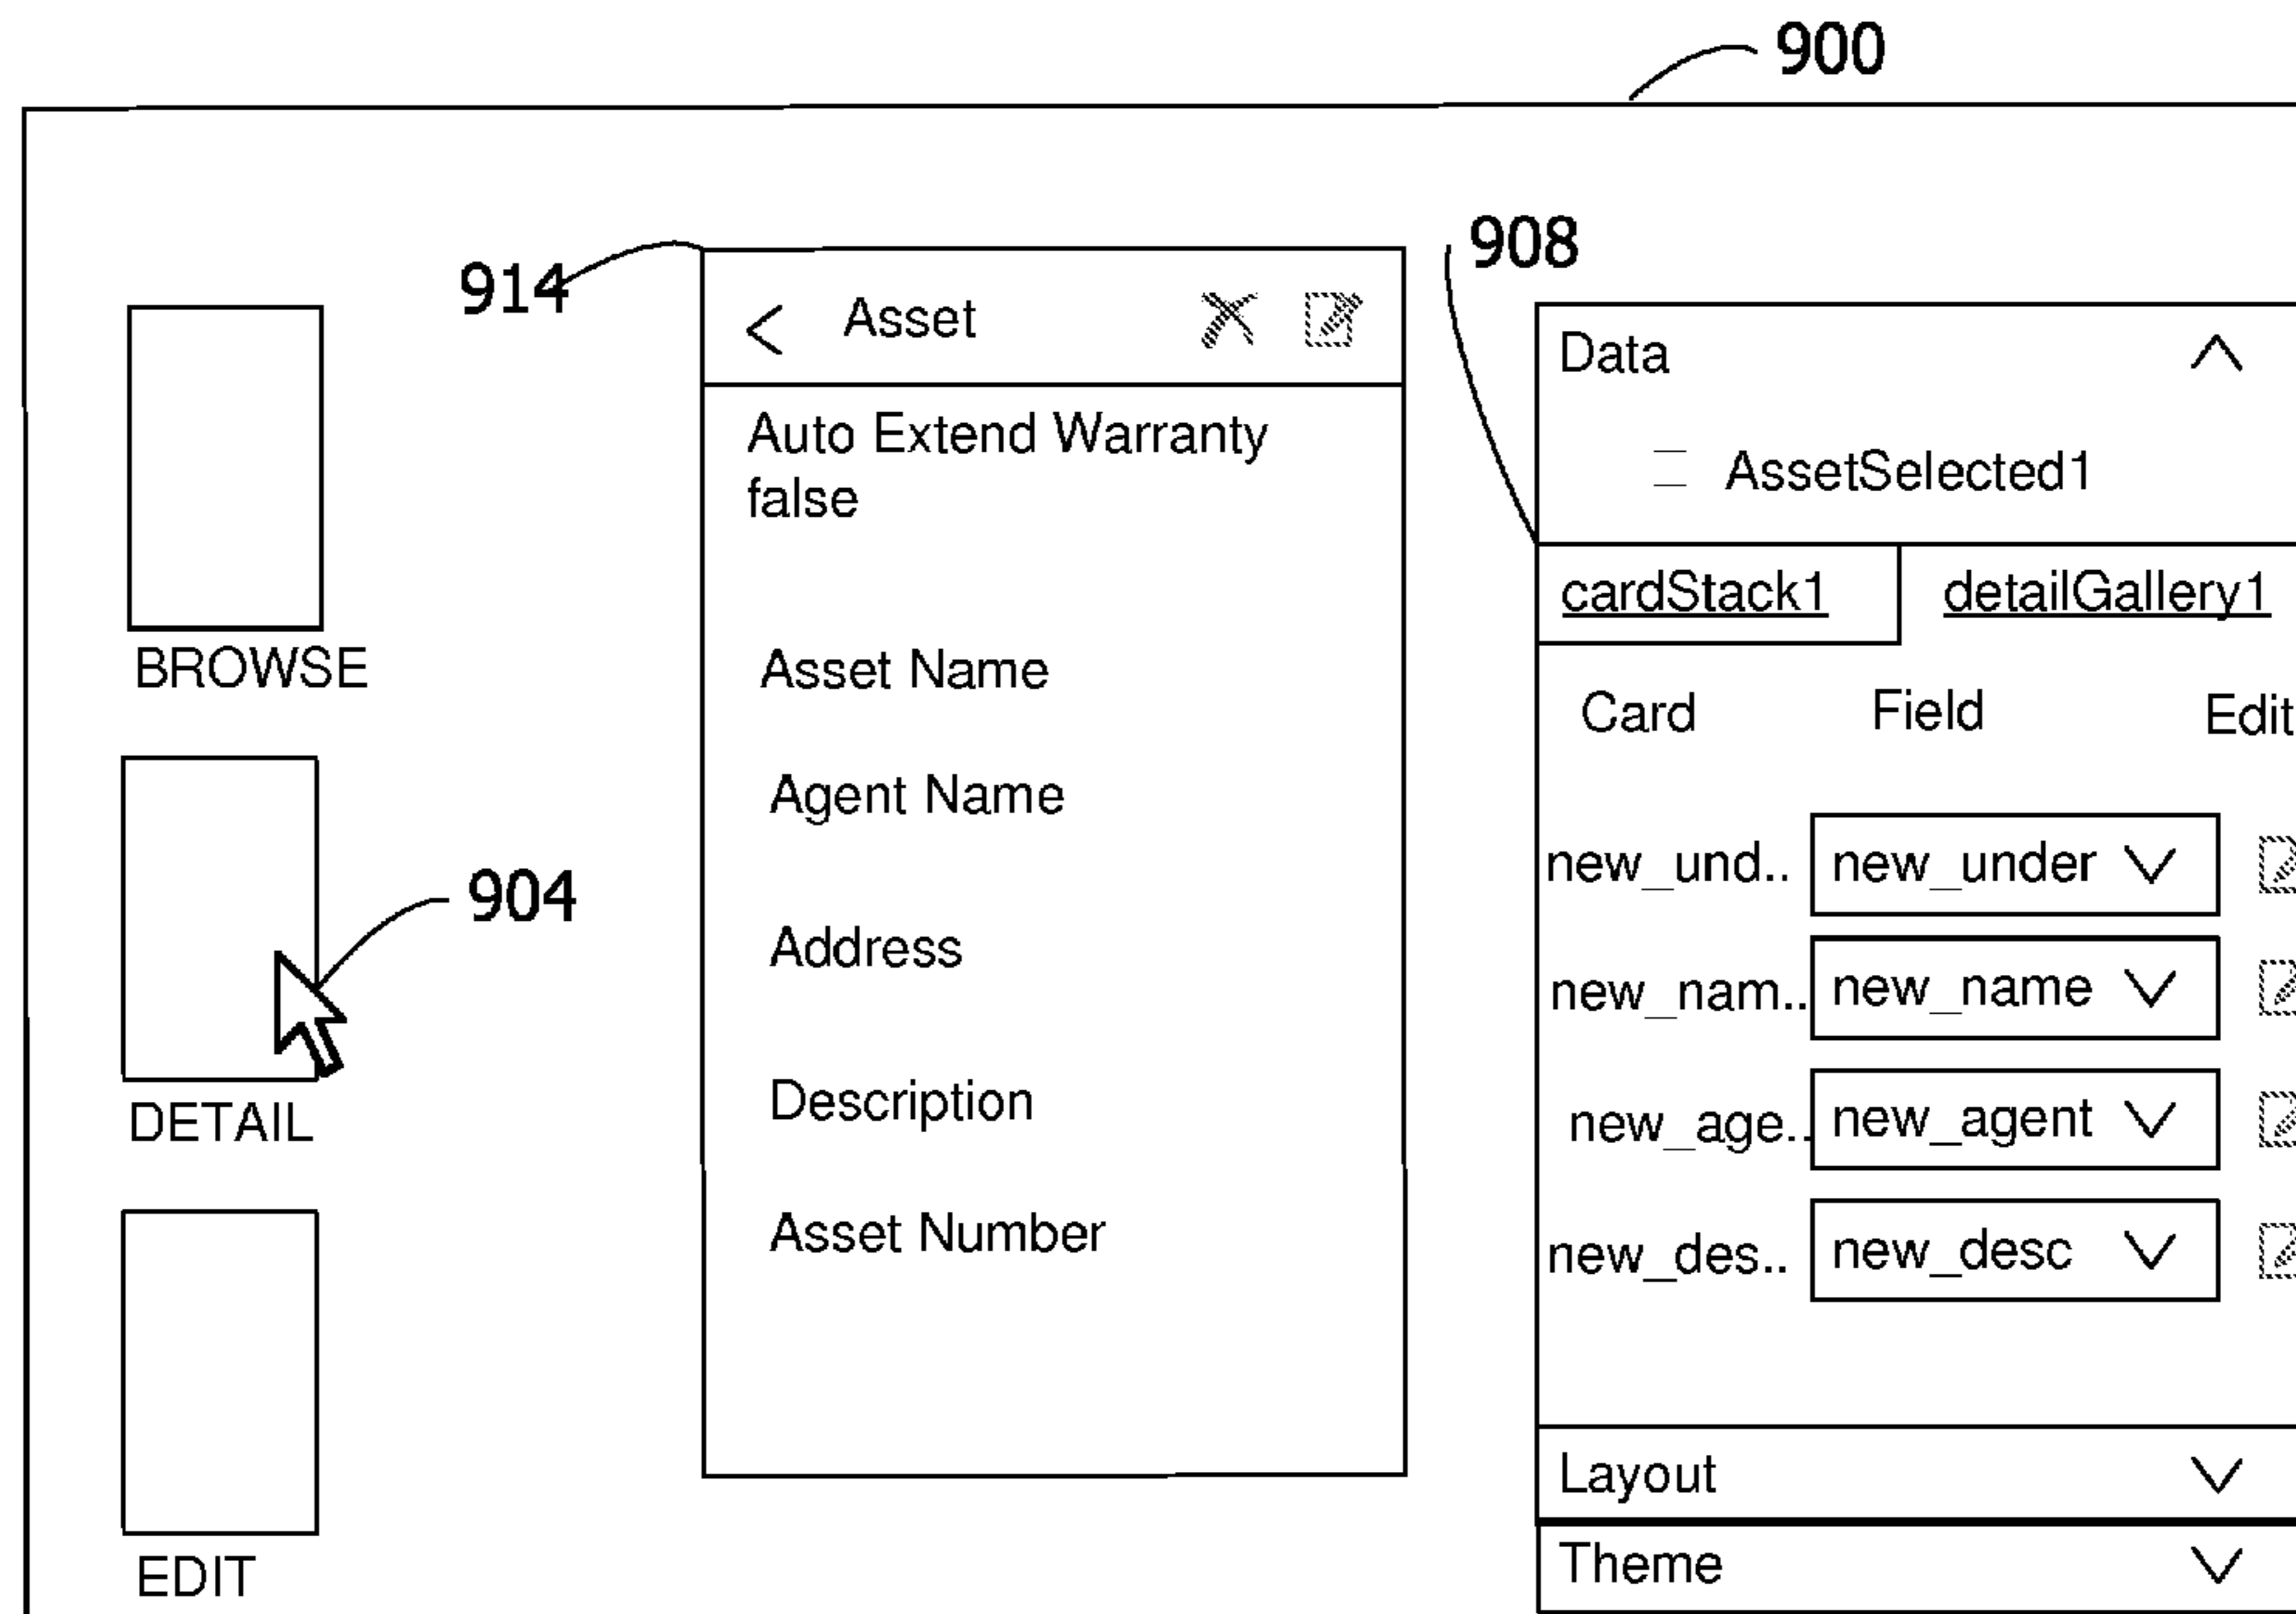 900
914
908
904
BROWSE
DETAIL
EDIT
Asset
Auto Extend Warranty
false
Asset Name
Agent Name
Address
Description
Asset Number
Data
AssetSelected1
cardStack1 detailGallery1
Card Field Edit
new_und.. new_under
new_nam.. new_name
new_age.. new_agent
new_des.. new_desc
Layout
Theme